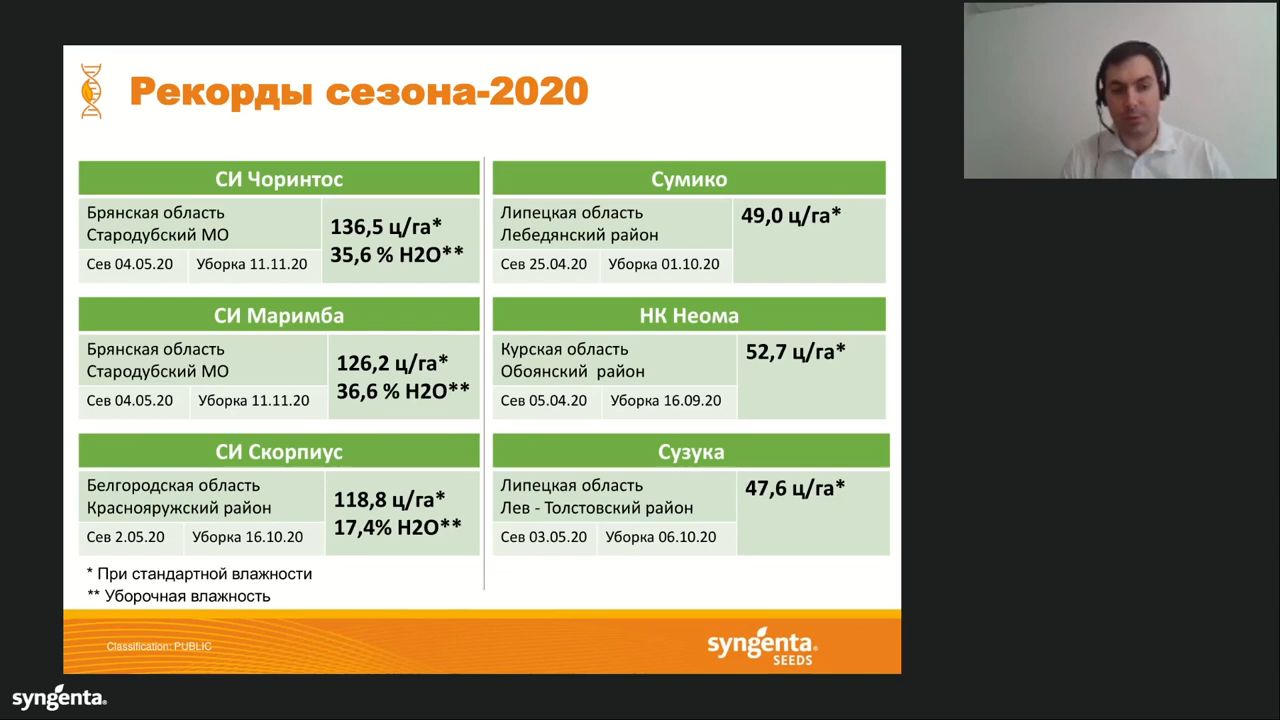 Рекорды сезона-2020
СИ Чоринтос
Брянская область
Стародубский МО
136,5 ц/га*
35,6 % H2O**
Сев 04.05.20
Уборка 11.11.20
СИ Маримба
Брянская область
Стародубский МО
126,2 ц/га*
36,6 % H2O**
Сев 04.05.20
Уборка 11.11.20
СИ Скорпиус
Белгородская область
Краснояружский район
118,8 ц/га*
17,4% H2O**
Сев 2.05.20
Уборка 16.10.20
* При стандартной влажности
** Уборочная влажность
Сумико
Липецкая область
Лебедянский район
49,0 ц/га*
Сев 25.04.20
Уборка 01.10.20
НК Неома
Курская область
Обоянский район
52,7 ц/га*
Сев 05.04.20
Уборка 16.09.20
Сузука
Липецкая область
Лев - Толстовский район
47,6 ц/га*
Сев 03.05.20
Уборка 06.10.20
Classification: PUBLIC
syngenta
SEEDS
syngenta